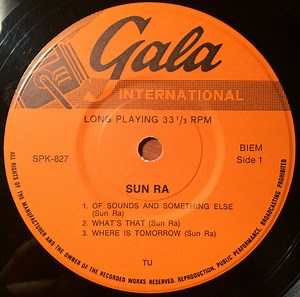 Gala
INTERNATIONAL
LONG PLAYING 33 1/3 RPM
SPK-827
BIEM
Side 1
SUN RA
1. OF SOUNDS AND SOMETHING ELSE
(Sun Ra)
2. WHAT'S THAT (Sun Ra)
3. WHERE IS TOMORROW (Sun Ra)
TU
ALL RIGHTS OF THE MANUFACTURER AND THE OWNER OF THE RECORDED WORKS RESERVED. REPRODUCTION, PUBLIC PERFORMANCE, BROADCASTING PROHIBITED